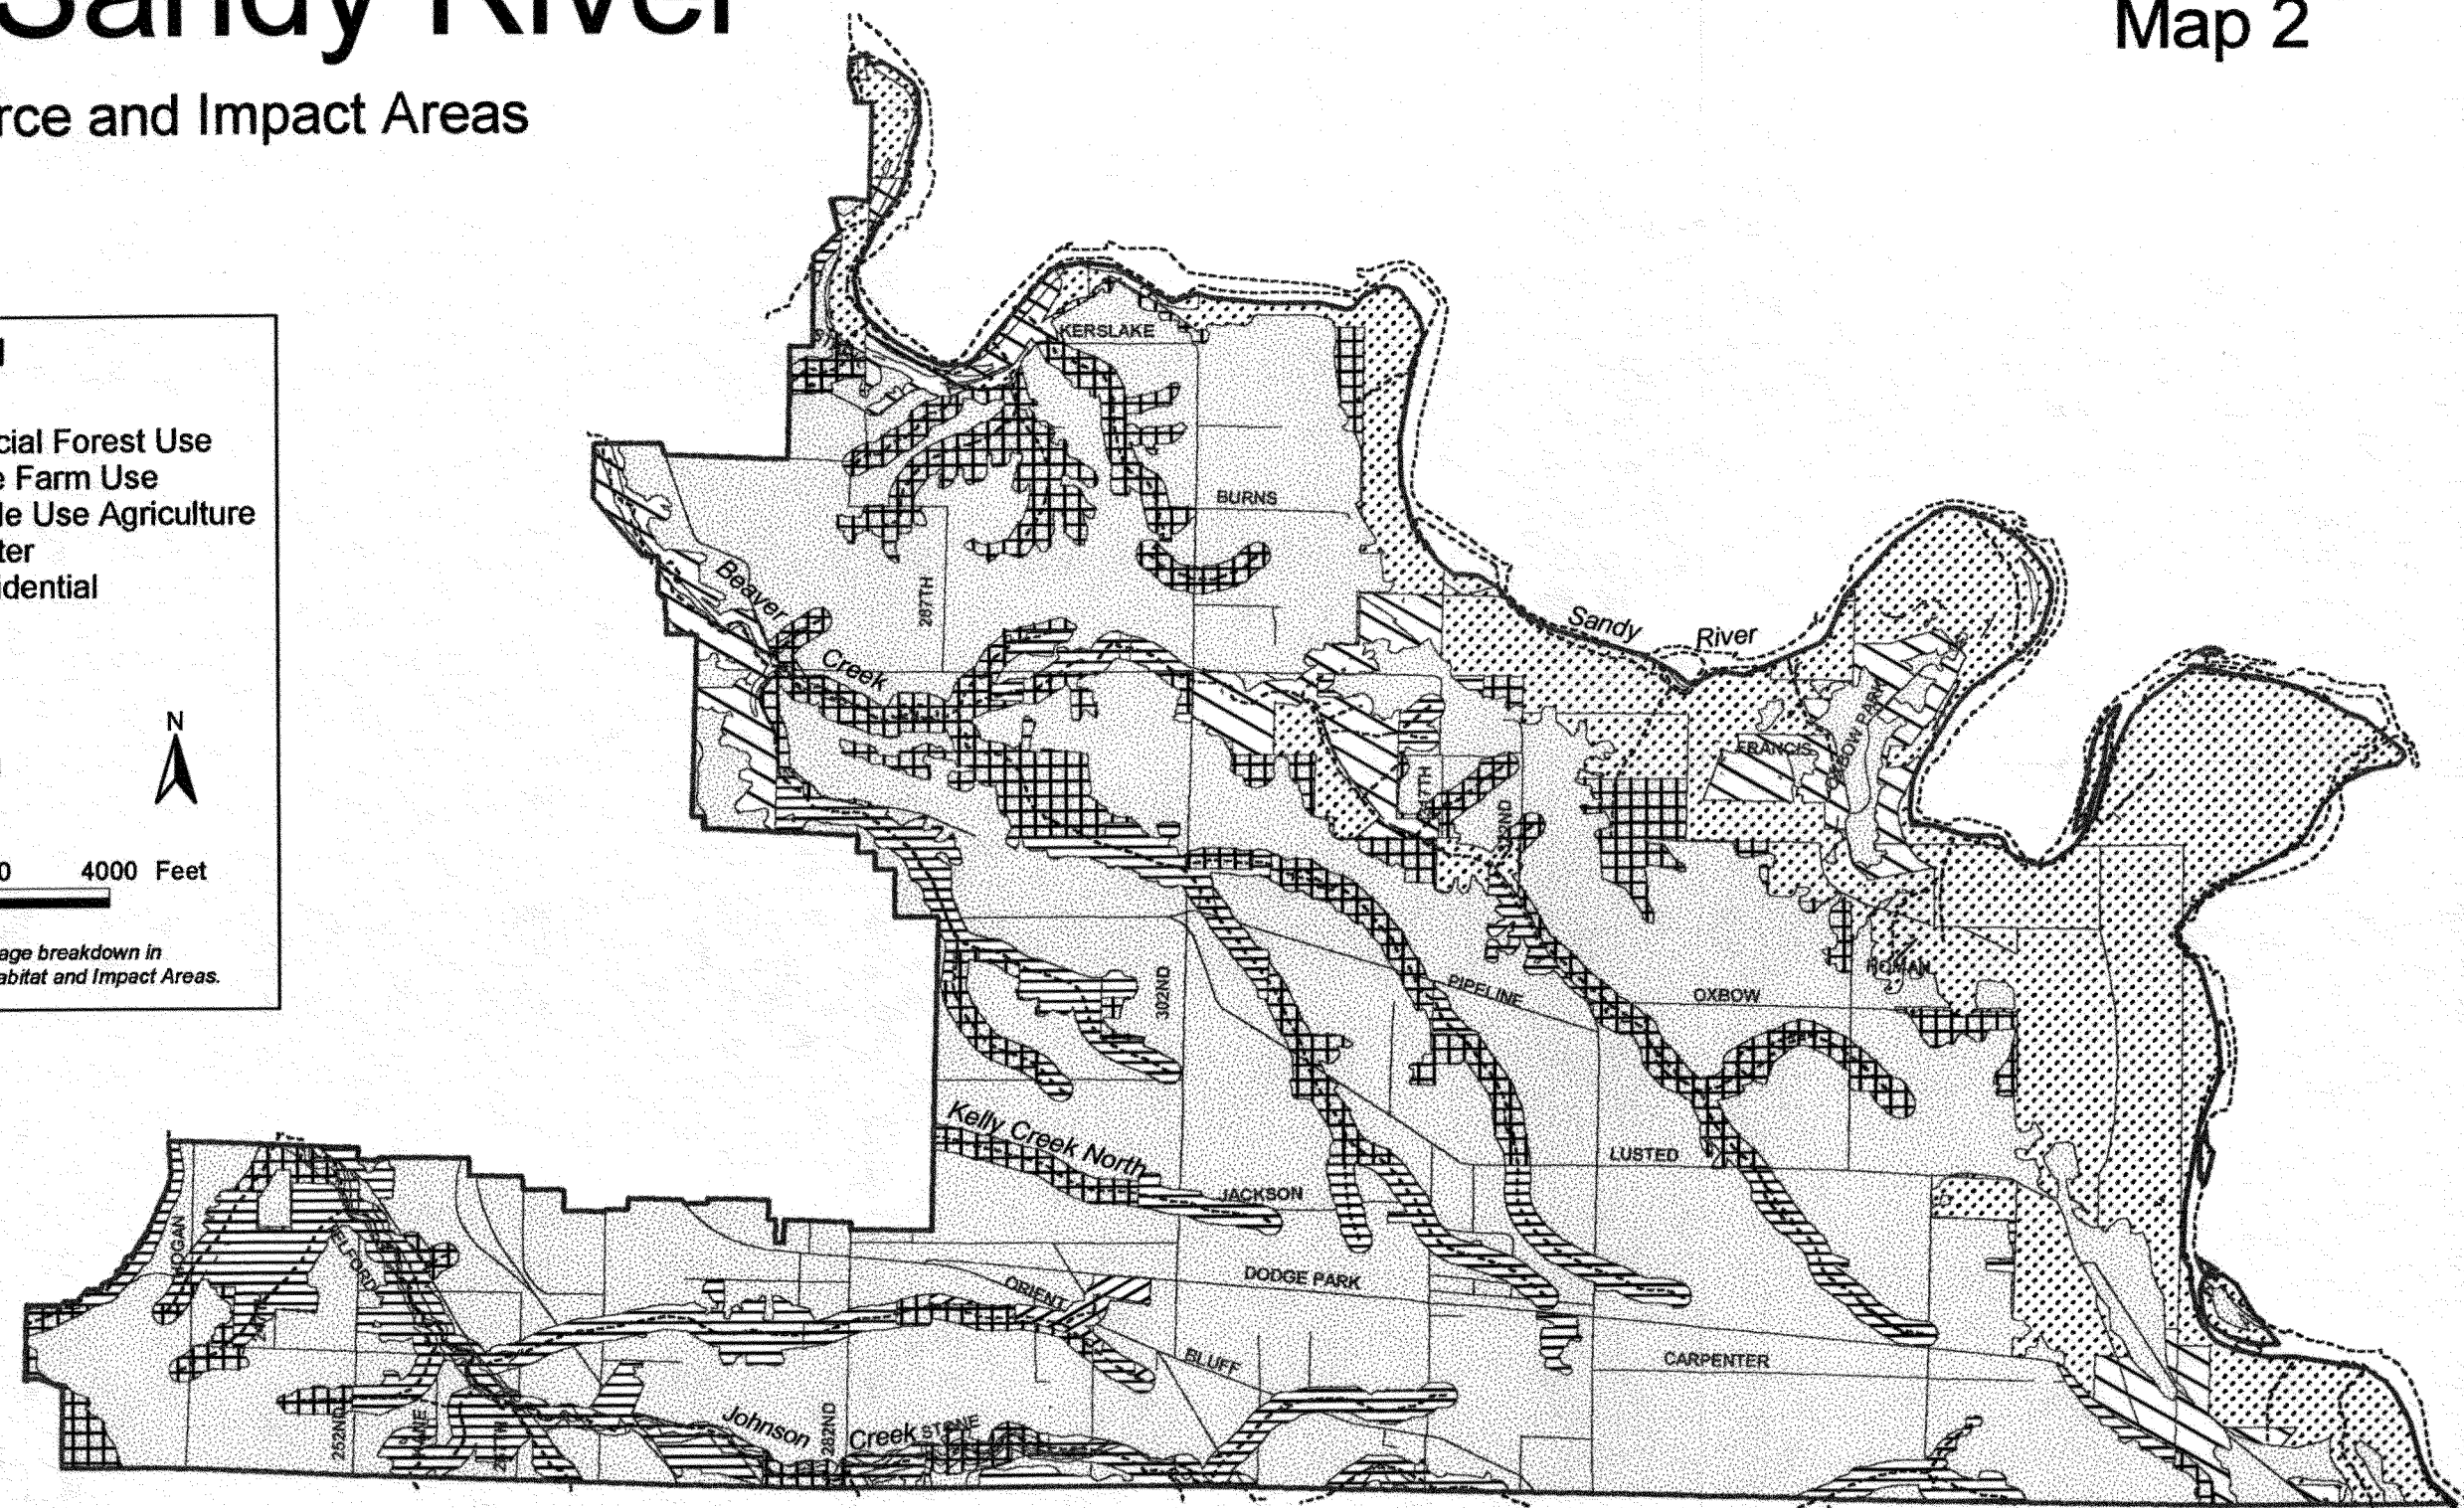 Sandy River
Map 2
rce and Impact Areas
cial Forest Use
e Farm Use
le Use Agriculture
ter
idential
N
0 4000 Feet
age breakdown in
abitat and Impact Areas.
KERSLAKE
BURNS
Beaver
Creek
287TH
Sandy
River
FRANCIS
OXBOW PARK
302ND
PIPELINE
OXBOW
HOMAN
Kelly Creek North
JACKSON
LUSTED
DODGE PARK
ORIENT
BLUFF
CARPENTER
HOGAN
TELFORD
252ND
282ND
Johnson
Creek
STONE